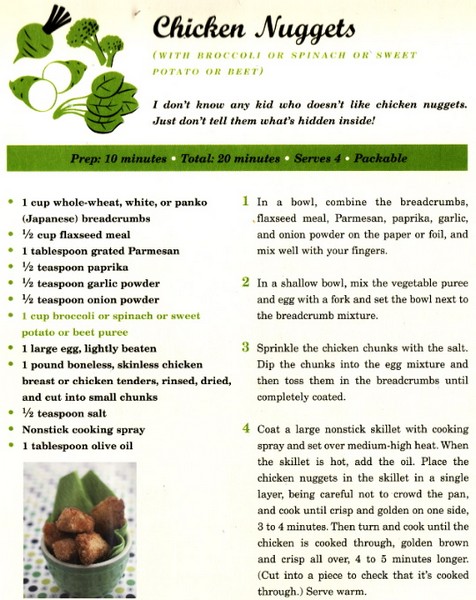 Chicken Nuggets
(WITH BROCCOLI OR SPINACH OR SWEET
POTATO OR BEET)
I don't know any kid who doesn't like chicken nuggets.
Just don't tell them what's hidden inside!
Prep: 10 minutes • Total: 20 minutes • Serves 4 • Packable
• 1 cup whole-wheat, white, or panko
(Japanese) breadcrumbs
• ½ cup flaxseed meal
• 1 tablespoon grated Parmesan
• ½ teaspoon paprika
• ½ teaspoon garlic powder
• ½ teaspoon onion powder
• 1 cup broccoli or spinach or sweet
potato or beet puree
• 1 large egg, lightly beaten
• 1 pound boneless, skinless chicken
breast or chicken tenders, rinsed, dried,
and cut into small chunks
• ½ teaspoon salt
• Nonstick cooking spray
• 1 tablespoon olive oil
1 In a bowl, combine the breadcrumbs,
flaxseed meal, Parmesan, paprika, garlic,
and onion powder on the paper or foil, and
mix well with your fingers.
2 In a shallow bowl, mix the vegetable puree
and egg with a fork and set the bowl next to
the breadcrumb mixture.
3 Sprinkle the chicken chunks with the salt.
Dip the chunks into the egg mixture and
then toss them in the breadcrumbs until
completely coated.
4 Coat a large nonstick skillet with cooking
spray and set over medium-high heat. When
the skillet is hot, add the oil. Place the
chicken nuggets in the skillet in a single
layer, being careful not to crowd the pan,
and cook until crisp and golden on one side,
3 to 4 minutes. Then turn and cook until the
chicken is cooked through, golden brown
and crisp all over, 4 to 5 minutes longer.
(Cut into a piece to check that it's cooked
through.) Serve warm.